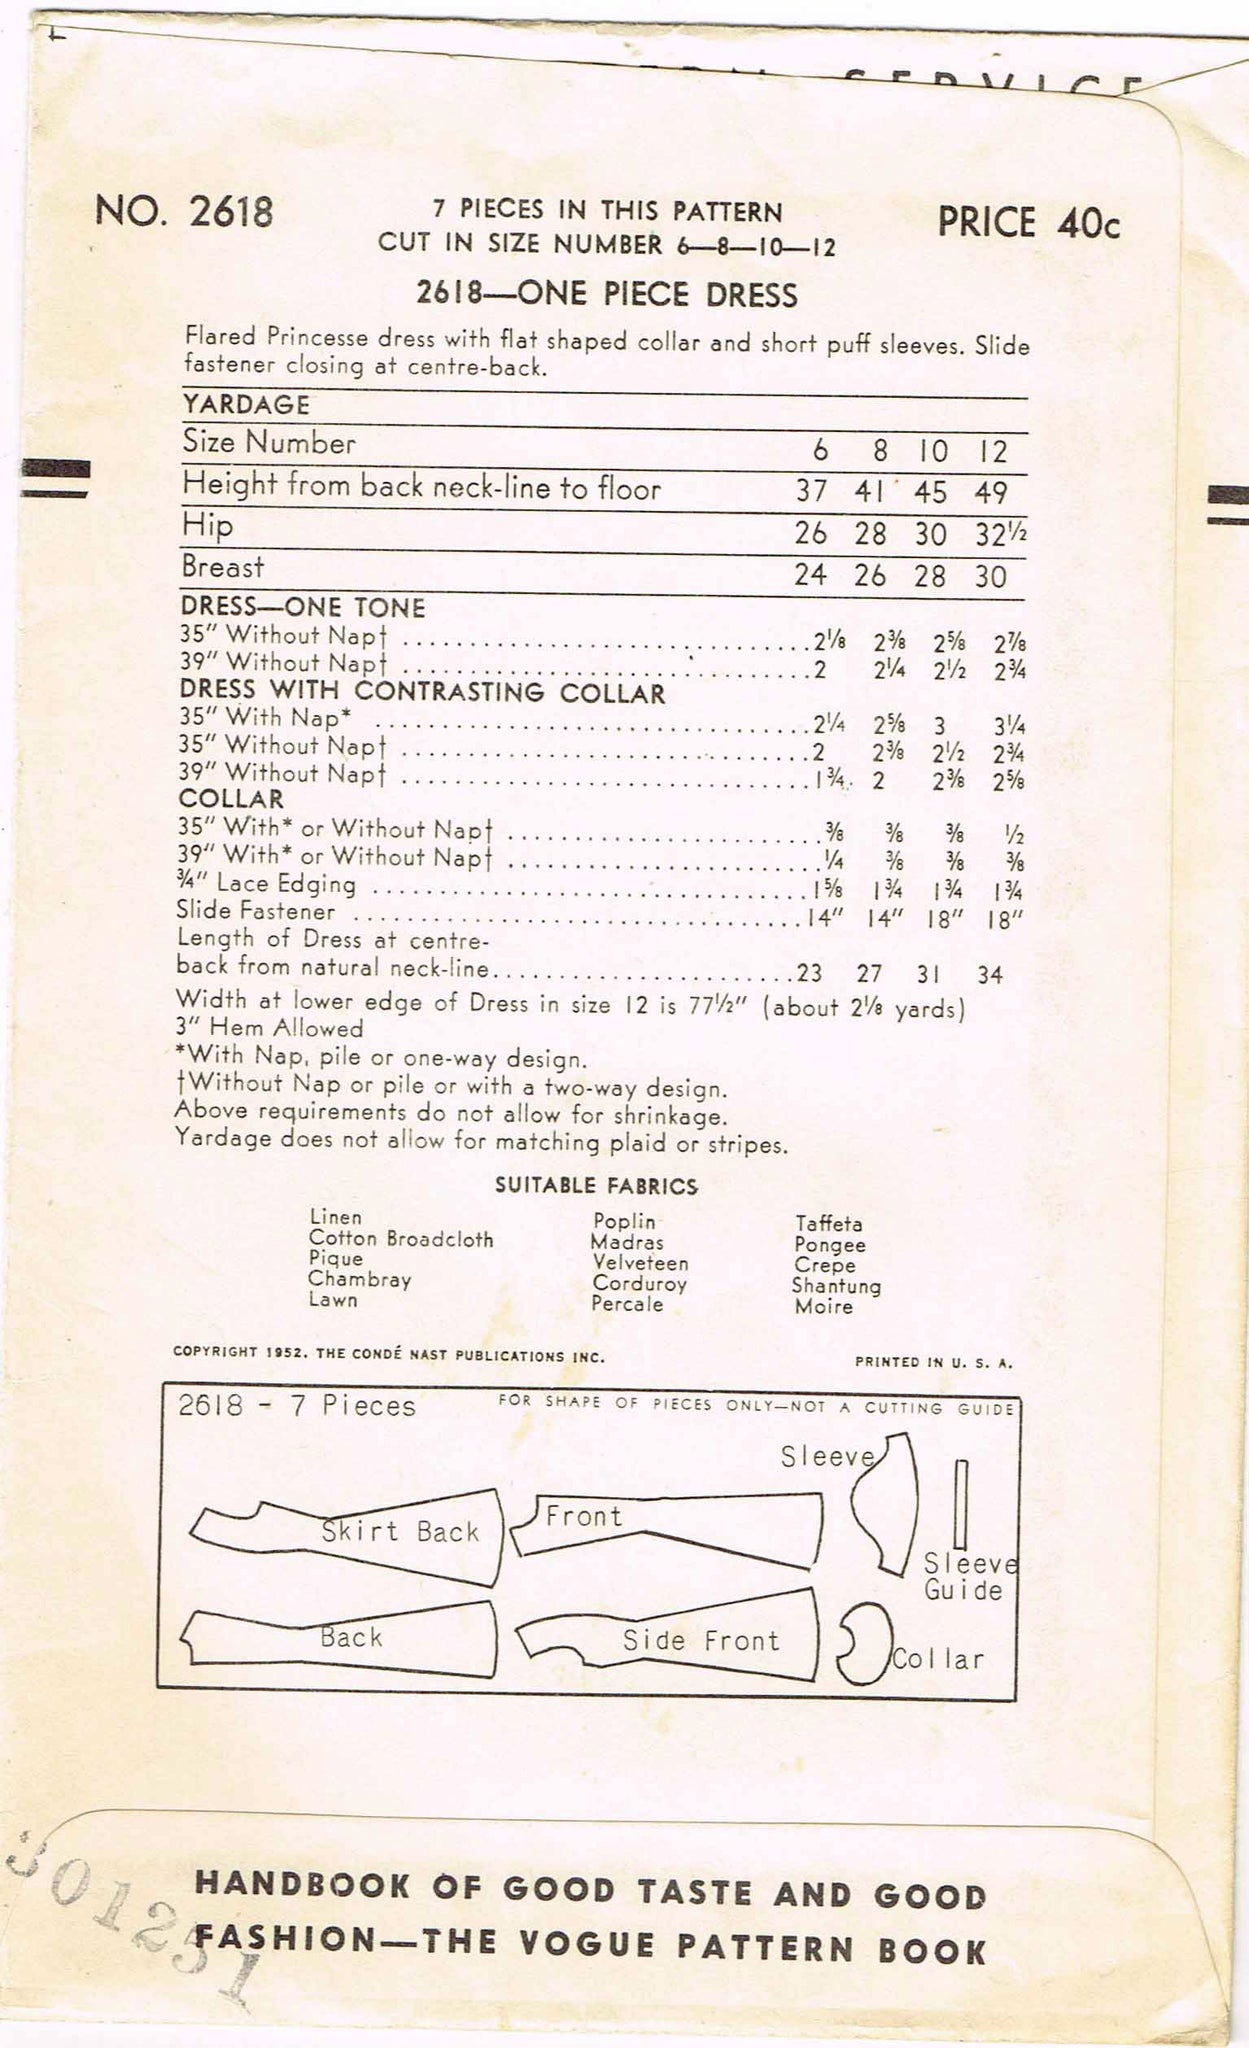 SERVICE
NO. 2618
7 PIECES IN THIS PATTERN
CUT IN SIZE NUMBER 6—8—10—12
PRICE 40c
2618—ONE PIECE DRESS
Flared Princesse dress with flat shaped collar and short puff sleeves. Slide
fastener closing at centre-back.
YARDAGE
Size Number 6 8 10 12
Height from back neck-line to floor 37 41 45 49
Hip 26 28 30 32½
Breast 24 26 28 30
DRESS—ONE TONE
35" Without Nap† 2⅛ 2⅜ 2⅝ 2⅞
39" Without Nap† 2 2¼ 2½ 2¾
DRESS WITH CONTRASTING COLLAR
35" With Nap* 2¼ 2⅝ 3 3¼
35" Without Nap† 2 2⅜ 2½ 2¾
39" Without Nap† 1¾ 2 2⅜ 2⅝
COLLAR
35" With* or Without Nap† ⅜ ⅜ ⅜ ½
39" With* or Without Nap† ¼ ⅜ ⅜ ⅜
¾" Lace Edging 1⅝ 1¾ 1¾ 1¾
Slide Fastener 14" 14" 18" 18"
Length of Dress at centre-
back from natural neck-line 23 27 31 34
Width at lower edge of Dress in size 12 is 77½" (about 2⅛ yards)
3" Hem Allowed
*With Nap, pile or one-way design.
†Without Nap or pile or with a two-way design.
Above requirements do not allow for shrinkage.
Yardage does not allow for matching plaid or stripes.
SUITABLE FABRICS
Linen Poplin Taffeta
Cotton Broadcloth Madras Pongee
Pique Velveteen Crepe
Chambray Corduroy Shantung
Lawn Percale Moire
COPYRIGHT 1952. THE CONDÉ NAST PUBLICATIONS INC.
PRINTED IN U. S. A.
2618 - 7 Pieces
FOR SHAPE OF PIECES ONLY—NOT A CUTTING GUIDE
Sleeve
Skirt Back
Front
Sleeve
Guide
Back
Side Front
Collar
HANDBOOK OF GOOD TASTE AND GOOD
FASHION—THE VOGUE PATTERN BOOK
301251